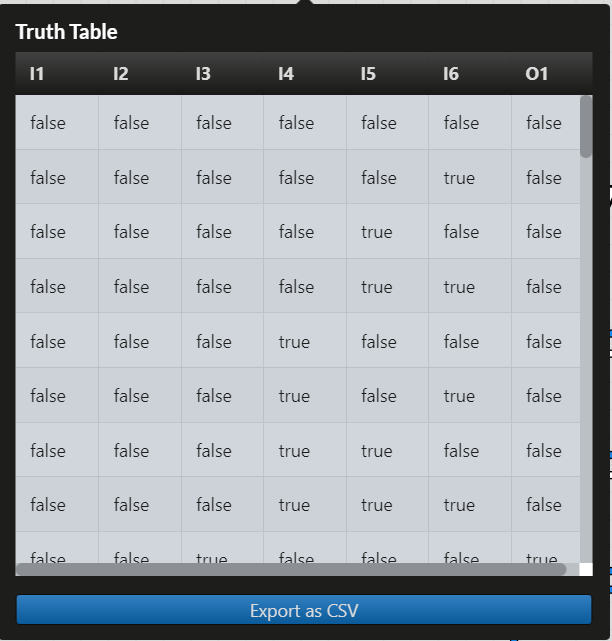 Truth Table
I1 I2 I3 I4 I5 I6 O1
false false false false false false false
false false false false false true false
false false false false true false false
false false false false true true false
false false false true false false false
false false false true false true false
false false false true true false false
false false false true true true false
false false true false false false true
Export as CSV